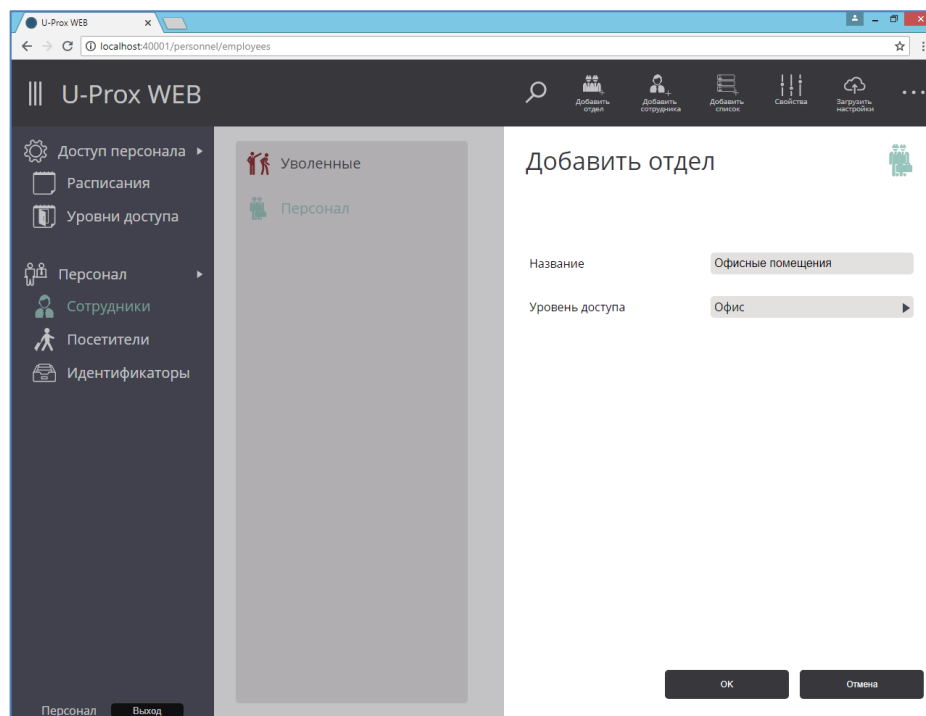 U-Prox WEB
localhost:40001/personnel/employees
U-Prox WEB
Добавить отдел
Добавить сотрудника
Добавить список
Свойства
Загрузить настройки
Доступ персонала
Расписания
Уровни доступа
Персонал
Сотрудники
Посетители
Идентификаторы
Уволенные
Персонал
Добавить отдел
Название
Офисные помещения
Уровень доступа
Офис
OK
Отмена
Персонал
Выход